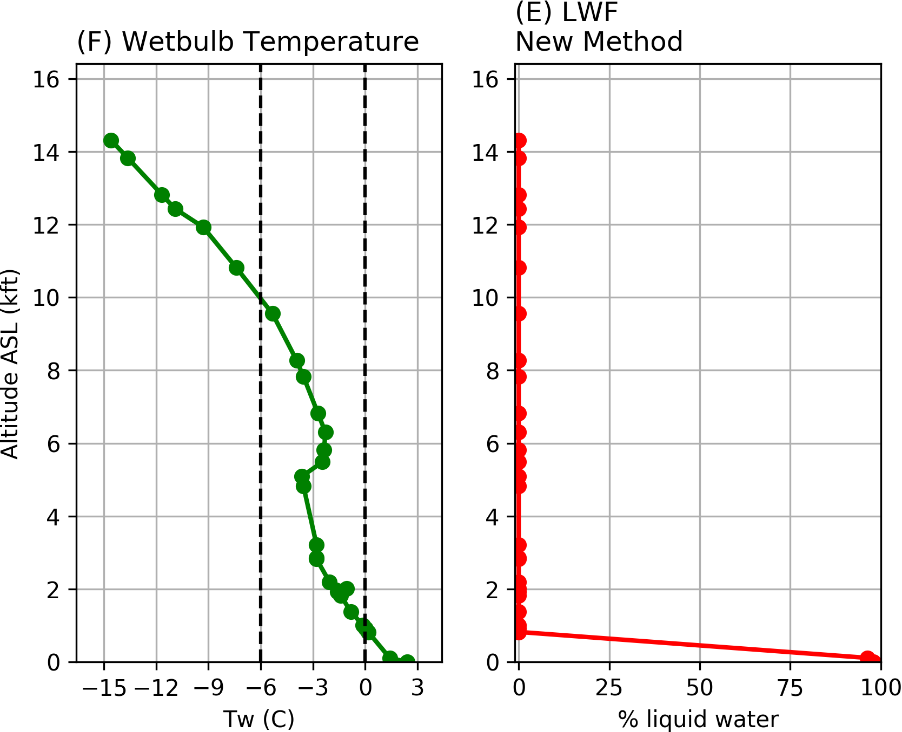 (F) Wetbulb Temperature
Altitude ASL (kft)
16
14
12
10
8
6
4
2
0
−15 −12 −9 −6 −3 0 3
Tw (C)
(E) LWF
New Method
16
14
12
10
8
6
4
2
0
0 25 50 75 100
% liquid water